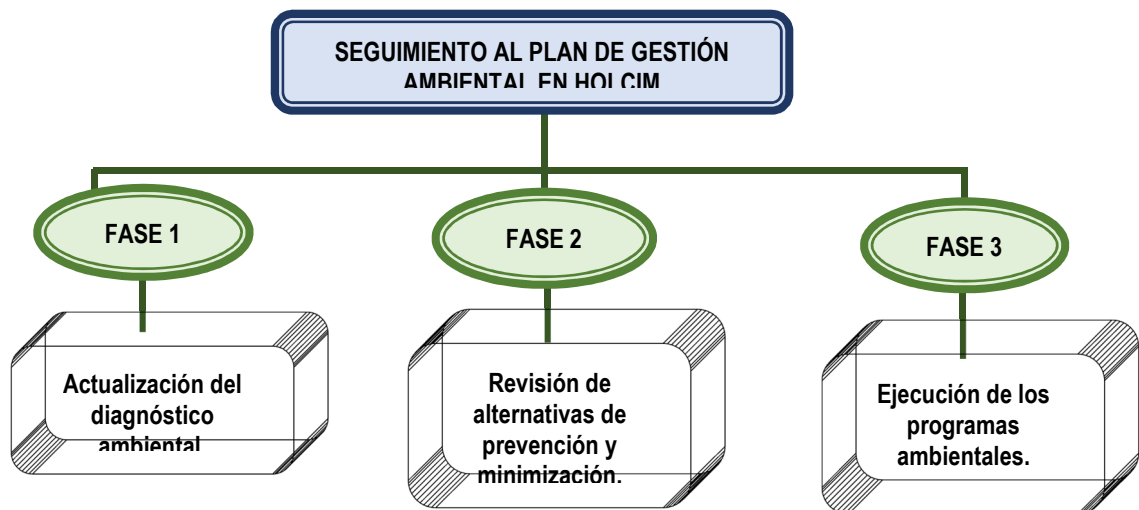 SEGUIMIENTO AL PLAN DE GESTIÓN
AMBIENTAL EN HOLCIM
FASE 1
FASE 2
FASE 3
Actualización del
diagnóstico
ambiental
Revisión de
alternativas de
prevención y
minimización.
Ejecución de los
programas
ambientales.